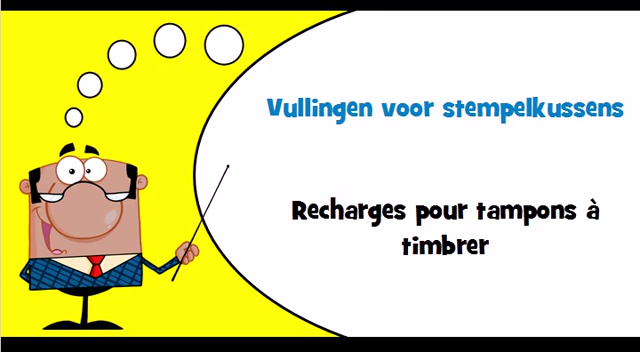 Vullingen voor stempelkussens
Recharges pour tampons à
timbrer